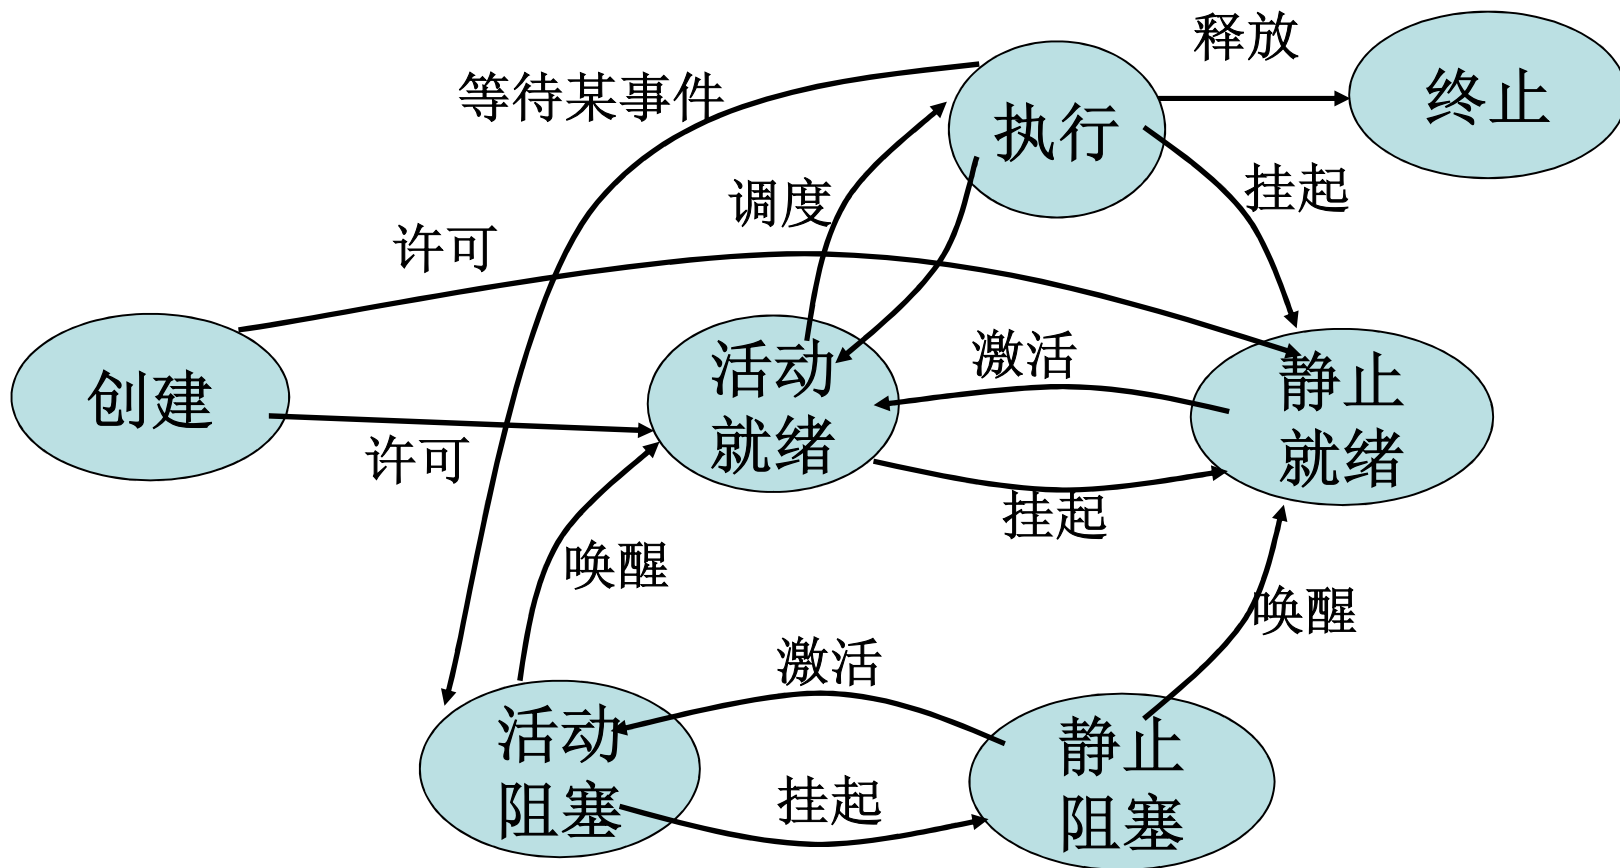 释放
等待某事件
执行
终止
挂起
调度
许可
创建
活动
就绪
激活
静止
就绪
许可
挂起
唤醒
唤醒
激活
活动
阻塞
静止
阻塞
挂起